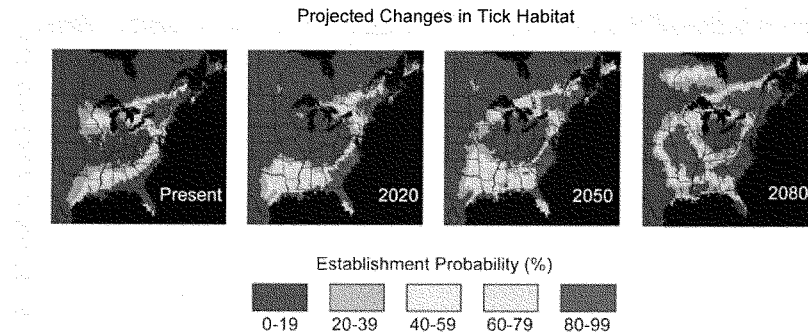 Projected Changes in Tick Habitat
Present
2020
2050
2080
Establishment Probability (%)
0-19
20-39
40-59
60-79
80-99